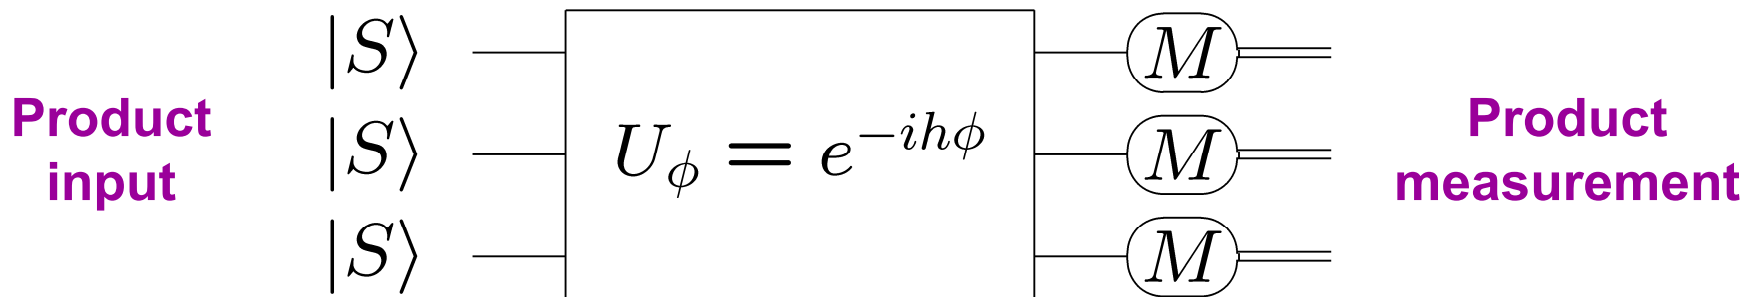 Product
input
|S⟩
|S⟩
|S⟩
U_ϕ = e^{-ihϕ}
M
M
M
Product
measurement